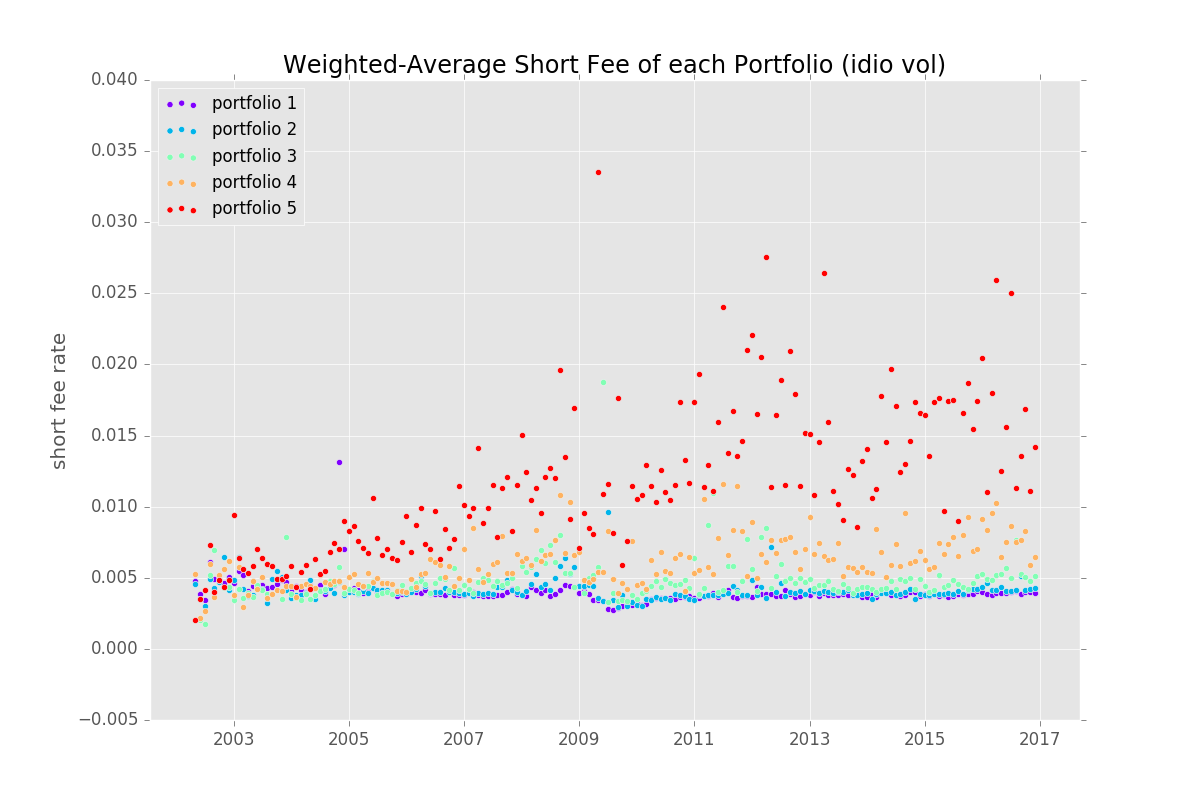 Weighted-Average Short Fee of each Portfolio (idio vol)
0.040
0.035
0.030
0.025
0.020
0.015
0.010
0.005
0.000
−0.005
short fee rate
portfolio 1
portfolio 2
portfolio 3
portfolio 4
portfolio 5
2003 2005 2007 2009 2011 2013 2015 2017